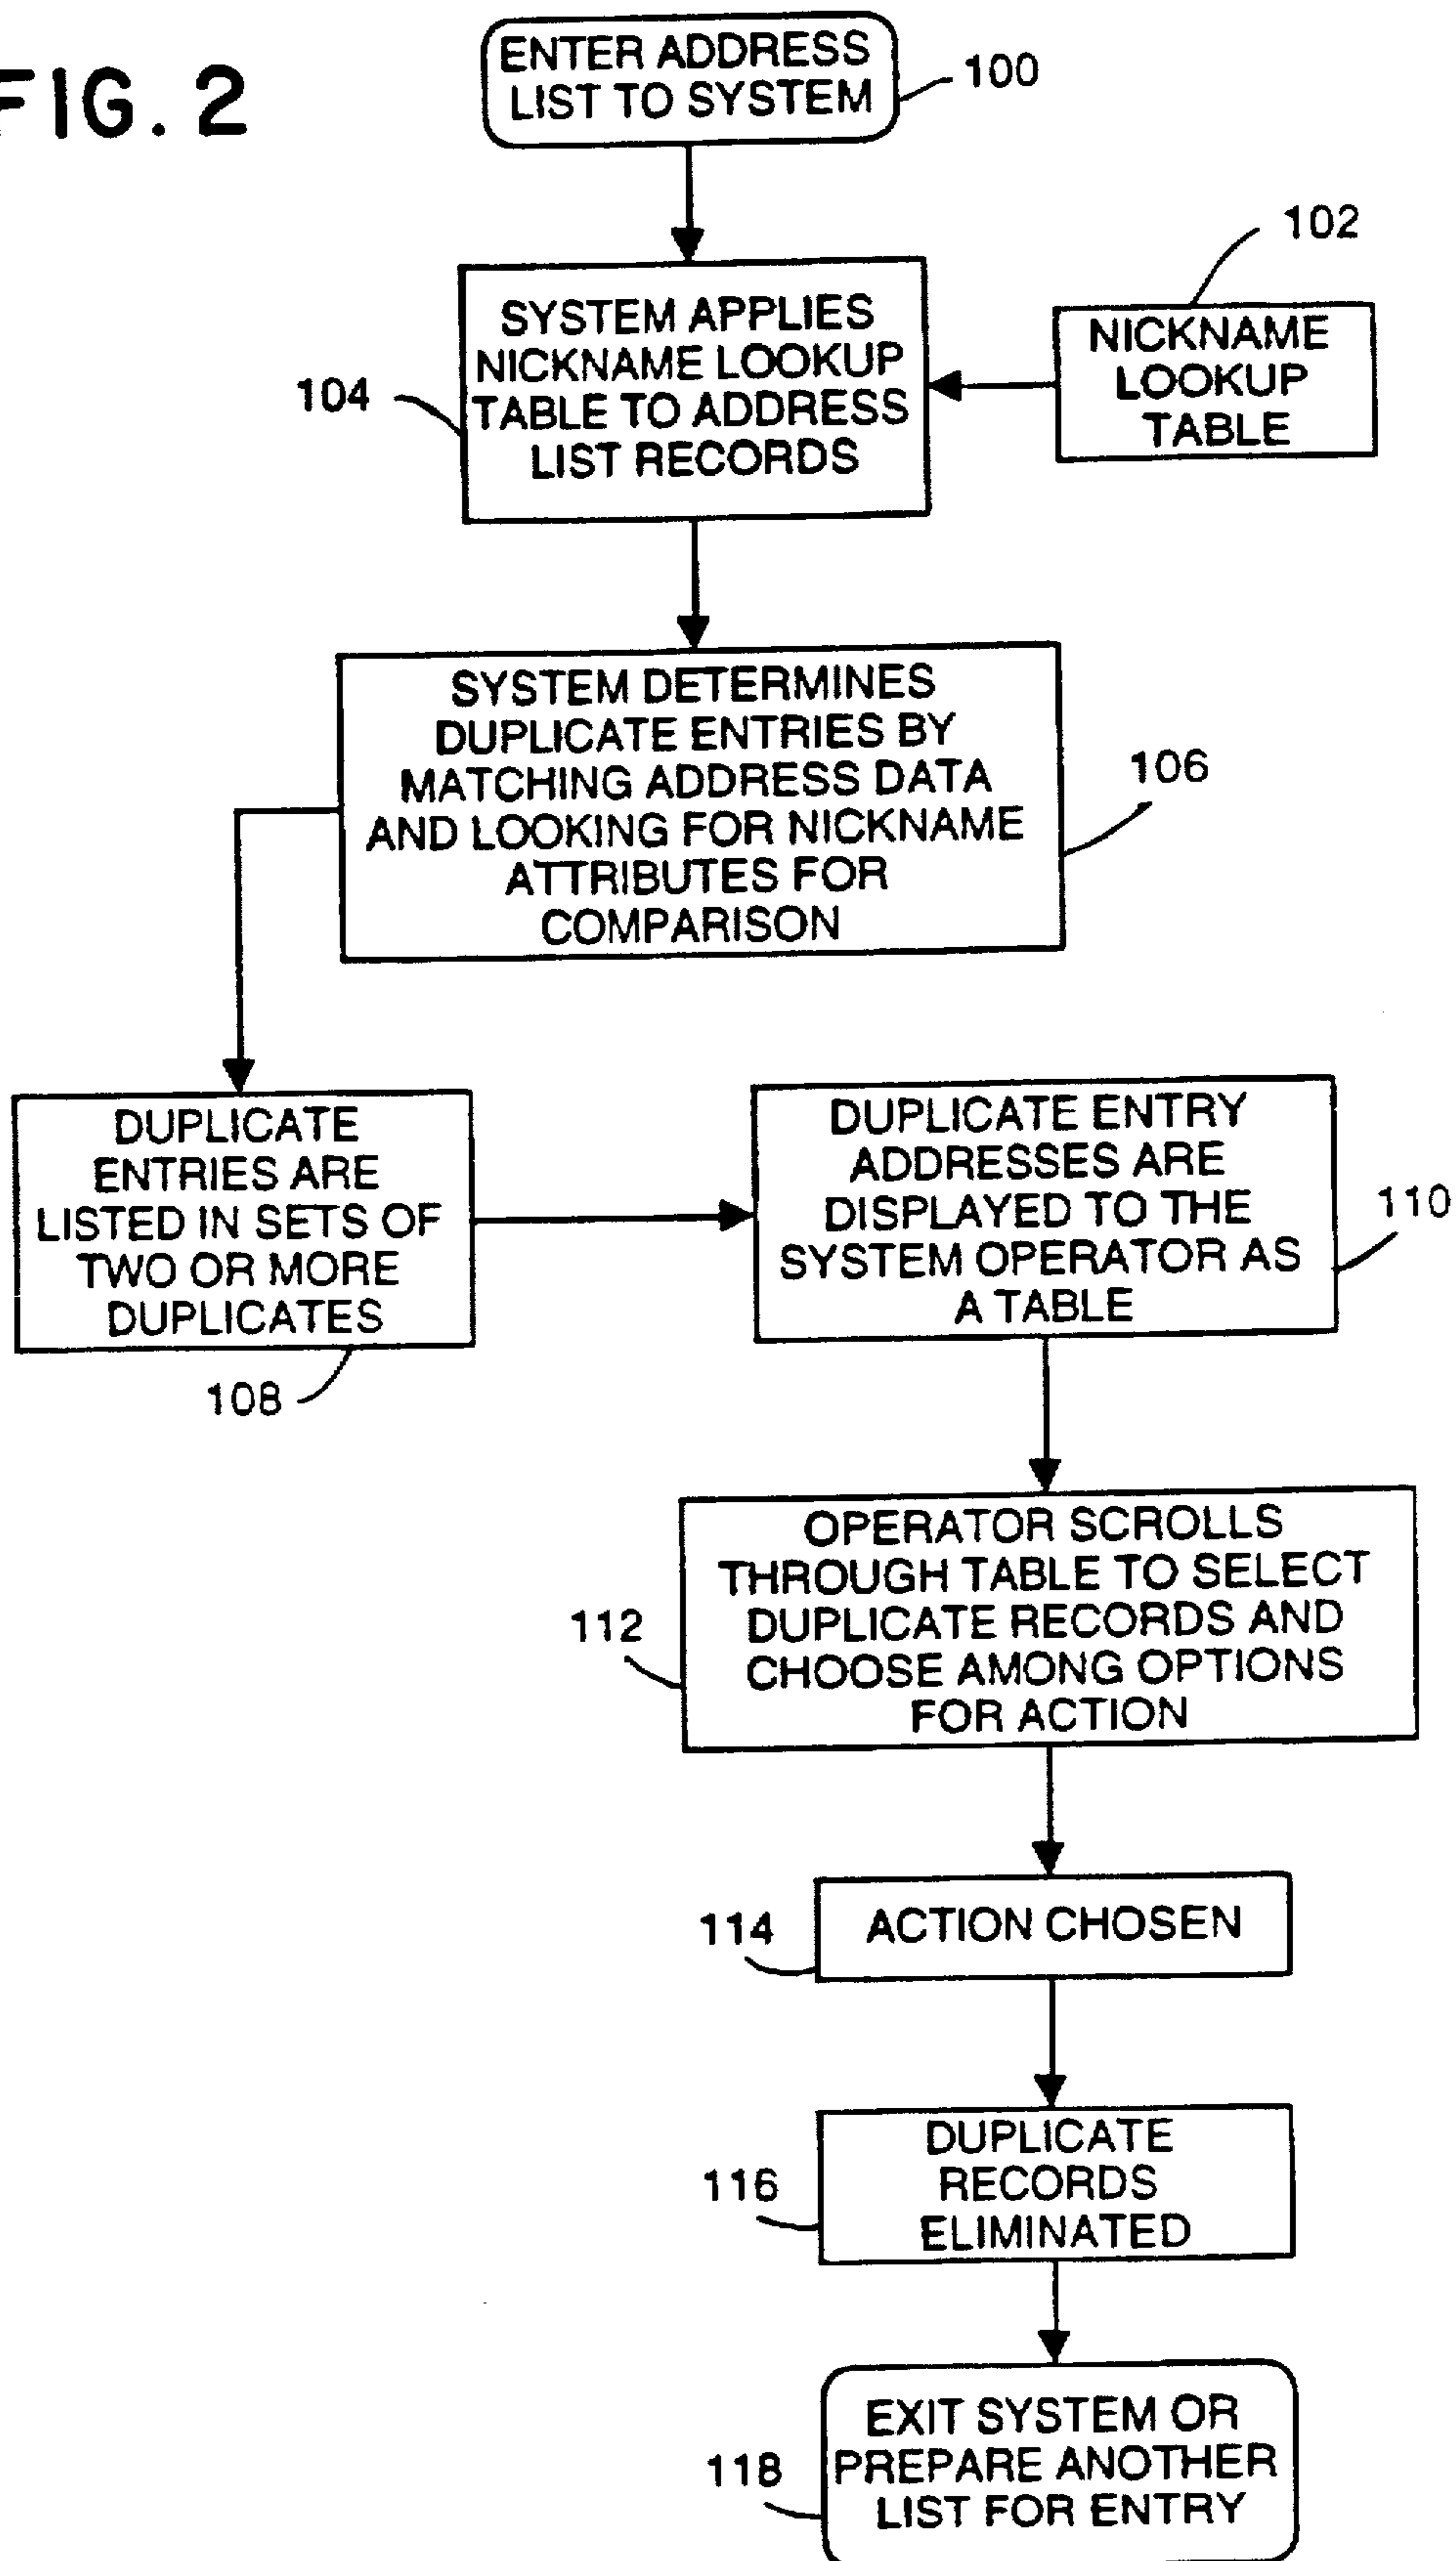 FIG. 2
ENTER ADDRESS
LIST TO SYSTEM
100
102
SYSTEM APPLIES
NICKNAME LOOKUP
TABLE TO ADDRESS
LIST RECORDS
104
NICKNAME
LOOKUP
TABLE
SYSTEM DETERMINES
DUPLICATE ENTRIES BY
MATCHING ADDRESS DATA
AND LOOKING FOR NICKNAME
ATTRIBUTES FOR
COMPARISON
106
DUPLICATE
ENTRIES ARE
LISTED IN SETS OF
TWO OR MORE
DUPLICATES
108
DUPLICATE ENTRY
ADDRESSES ARE
DISPLAYED TO THE
SYSTEM OPERATOR AS
A TABLE
110
OPERATOR SCROLLS
THROUGH TABLE TO SELECT
DUPLICATE RECORDS AND
CHOOSE AMONG OPTIONS
FOR ACTION
112
ACTION CHOSEN
114
DUPLICATE
RECORDS
ELIMINATED
116
EXIT SYSTEM OR
PREPARE ANOTHER
LIST FOR ENTRY
118